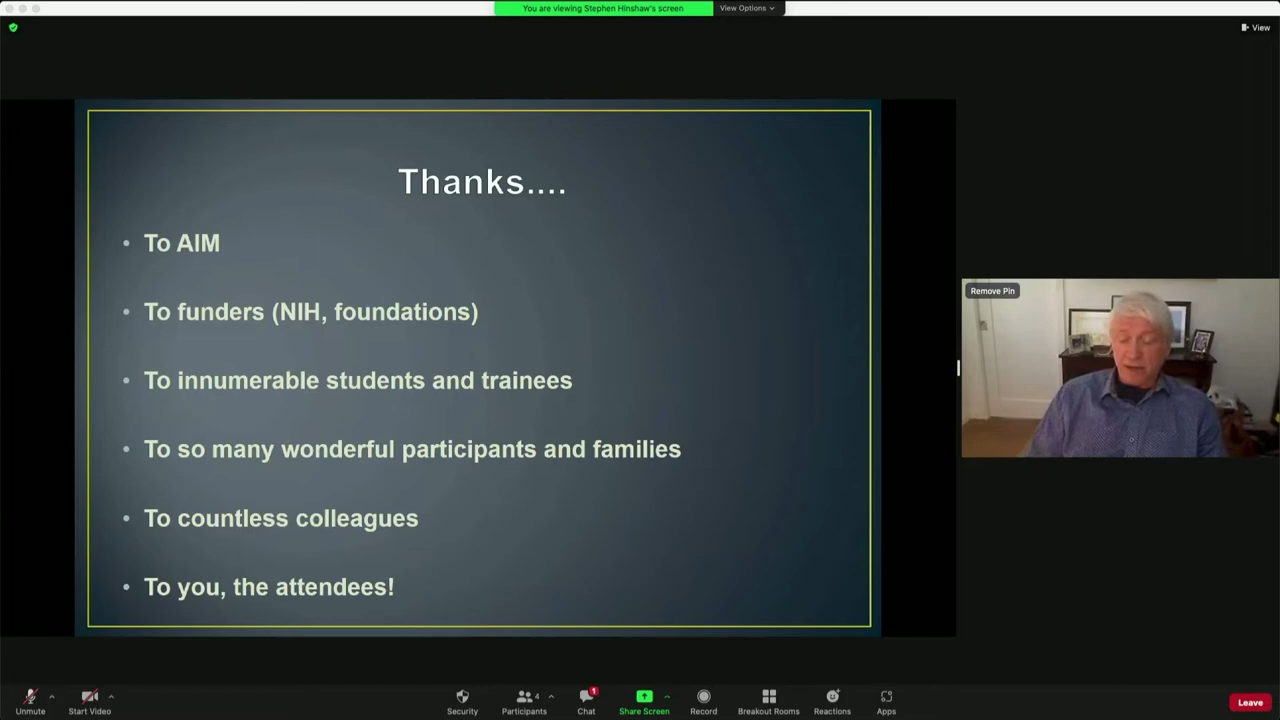 You are viewing Stephen Hinshaw's screen
View Options
View
Thanks....
• To AIM
• To funders (NIH, foundations)
• To innumerable students and trainees
• To so many wonderful participants and families
• To countless colleagues
• To you, the attendees!
Remove Pin
Unmute
Start Video
Security
4
Participants
1
Chat
Share Screen
Record
Breakout Rooms
Reactions
Apps
Leave